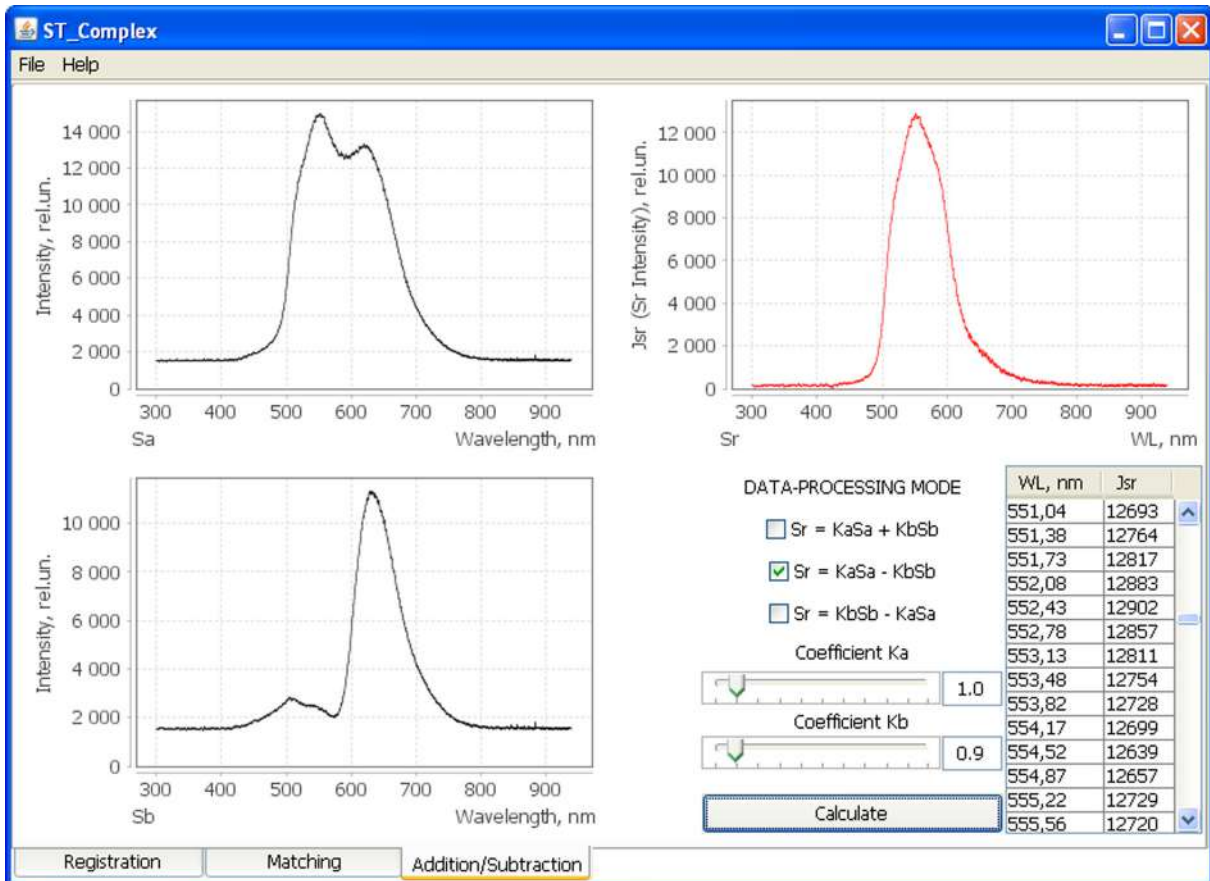 ST_Complex
File Help
14 000
12 000
10 000
8 000
6 000
4 000
2 000
0
Intensity, rel.un.
300 400 500 600 700 800 900
Sa Wavelength, nm
12 000
10 000
8 000
6 000
4 000
2 000
0
Jsr (Sr Intensity), rel.un.
300 400 500 600 700 800 900
Sr WL, nm
10 000
8 000
6 000
4 000
2 000
0
Intensity, rel.un.
300 400 500 600 700 800 900
Sb Wavelength, nm
DATA-PROCESSING MODE
Sr = KaSa + KbSb
Sr = KaSa - KbSb
Sr = KbSb - KaSa
Coefficient Ka
1.0
Coefficient Kb
0.9
Calculate
WL, nm Jsr
551,04 12693
551,38 12764
551,73 12817
552,08 12883
552,43 12902
552,78 12857
553,13 12811
553,48 12754
553,82 12728
554,17 12699
554,52 12639
554,87 12657
555,22 12729
555,56 12720
Registration Matching Addition/Subtraction